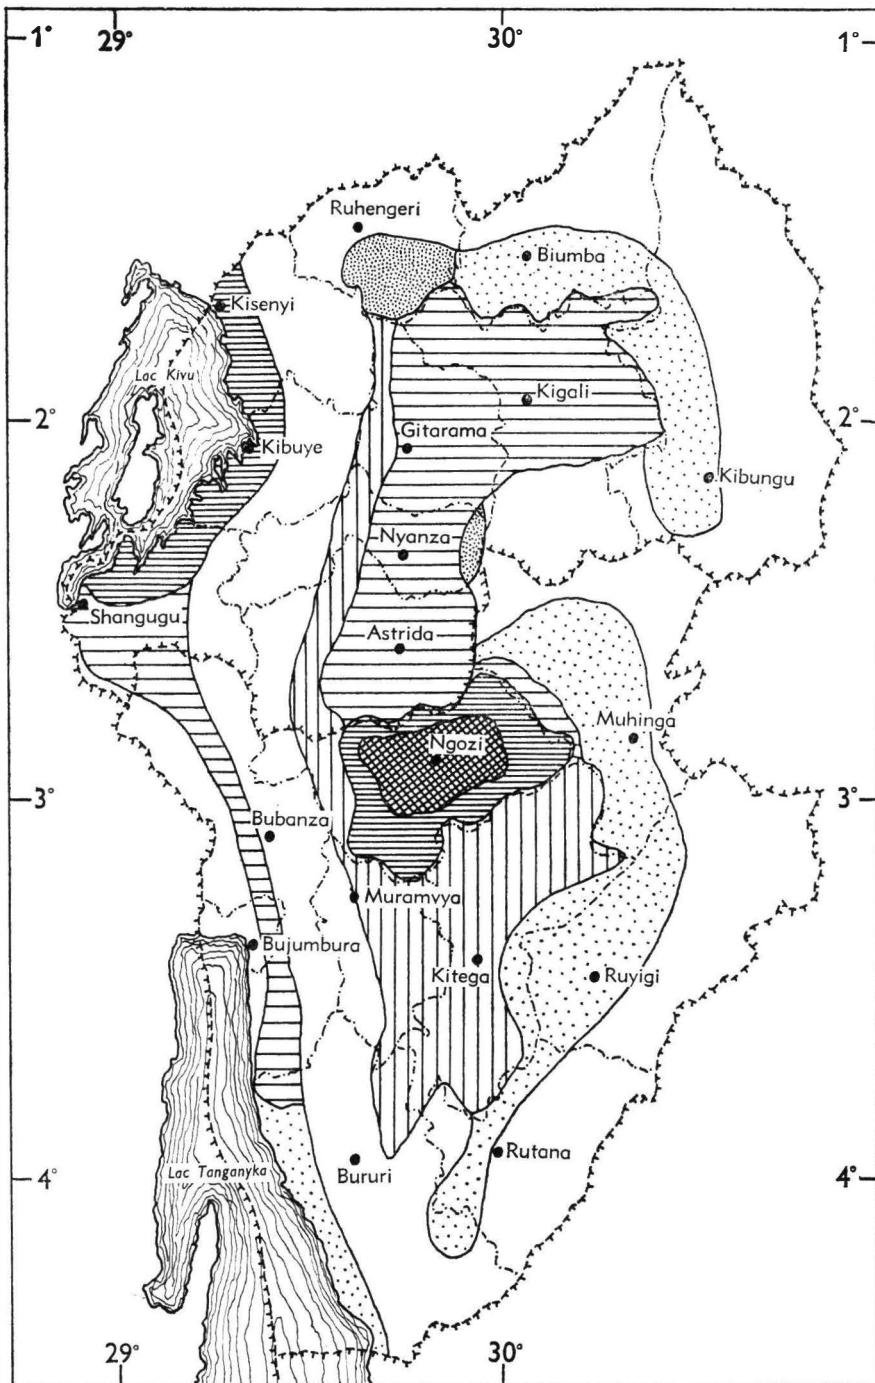 29°
30°
1°
1°
Ruhengeri
Biumba
Kisenyi
Lac Kivu
Kigali
2°
2°
Gitarama
Kibuye
Kibungu
Nyanza
Shangugu
Astrida
Muhinga
Ngozi
3°
3°
Bubanza
Muramvya
Bujumbura
Kitega
Ruyigi
Rutana
Lac Tanganyka
Bururi
4°
4°
29°
30°